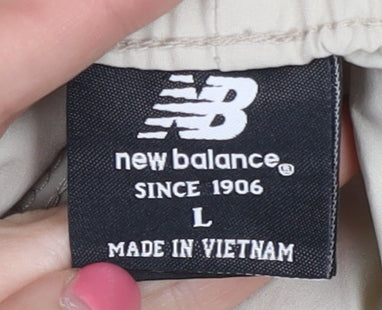 NB
new balance®
SINCE 1906
L
MADE IN VIETNAM